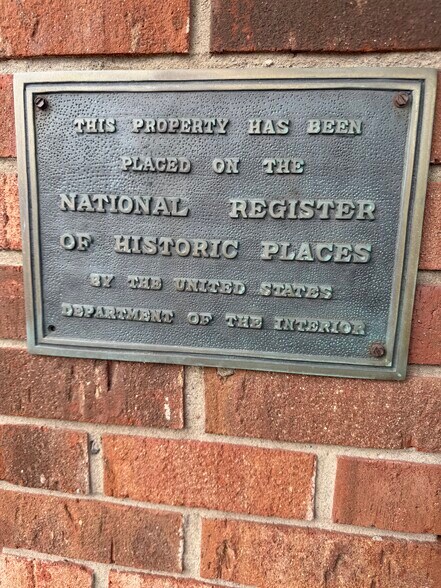 THIS PROPERTY HAS BEEN
PLACED ON THE
NATIONAL REGISTER
OF HISTORIC PLACES
BY THE UNITED STATES
DEPARTMENT OF THE INTERIOR